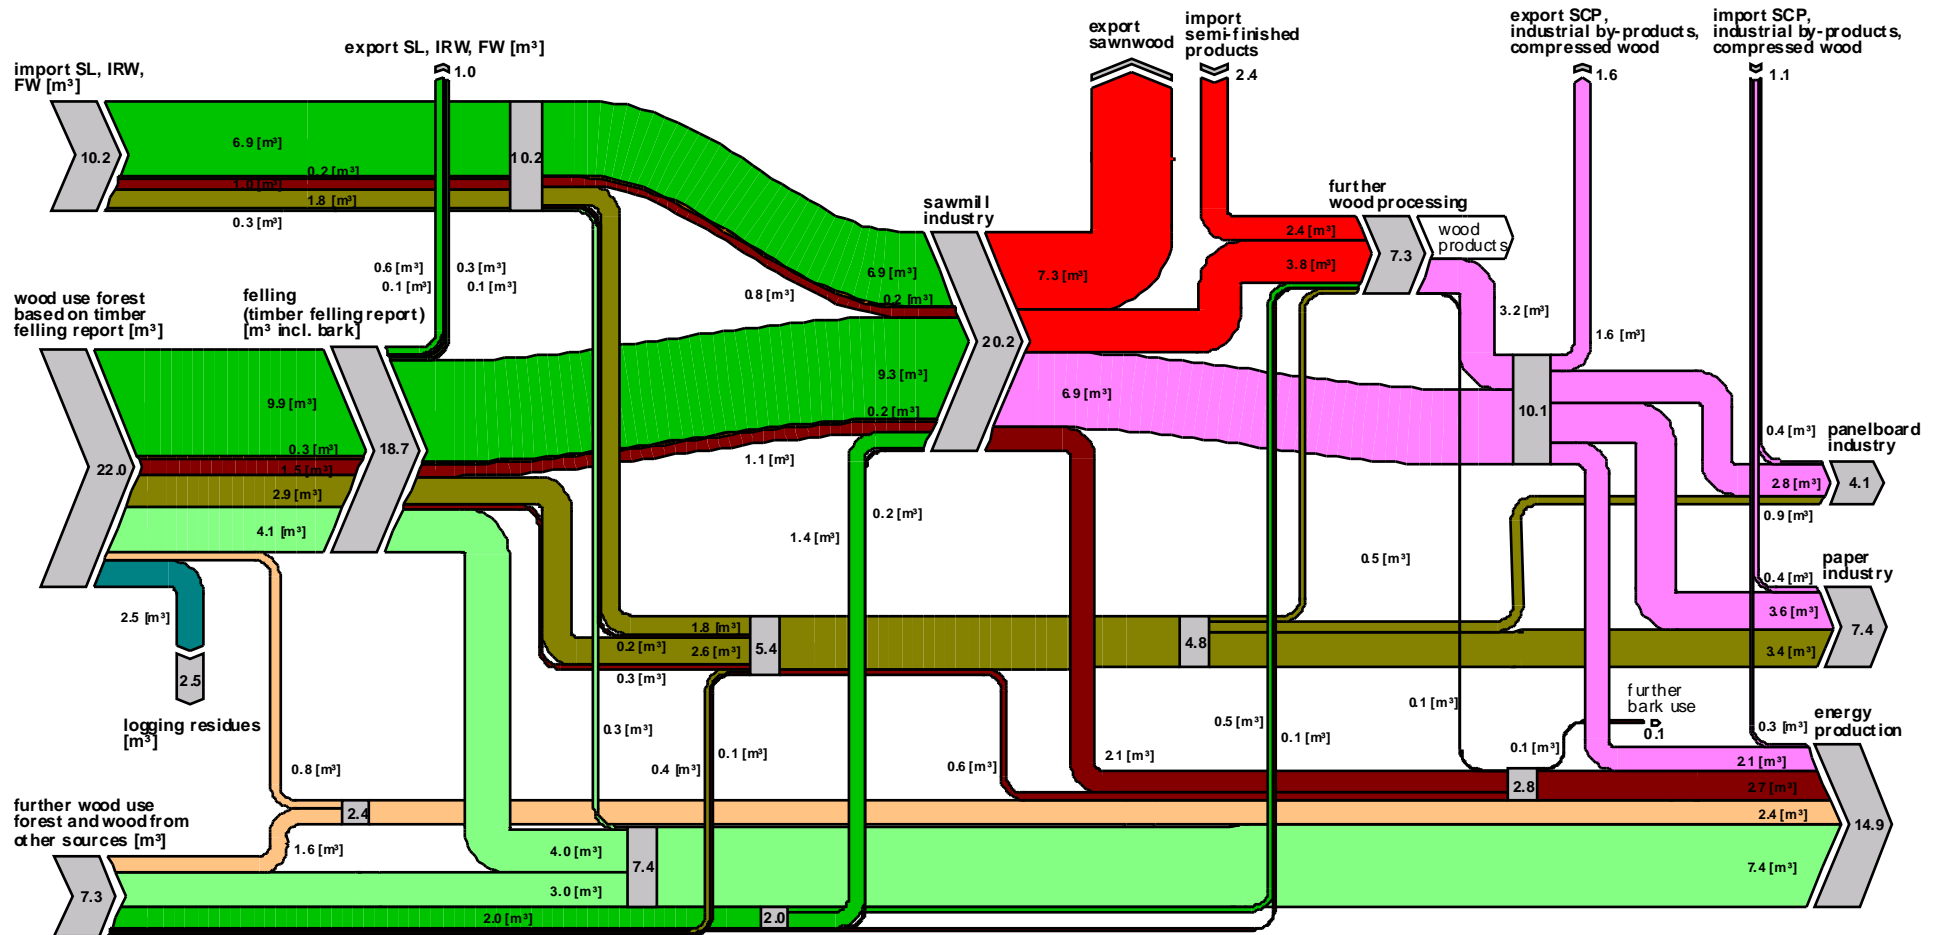 import SL, IRW,
FW [m³]
10.2
export SL, IRW, FW [m³]
1.0
export
sawnwood
import
semi-finished
products
2.4
export SCP,
industrial by-products,
compressed wood
1.6
import SCP,
industrial by-products,
compressed wood
1.1
6.9 [m³]
0.2 [m³]
1.0 [m³]
1.8 [m³]
0.3 [m³]
10.2
0.6 [m³]
0.1 [m³]
0.3 [m³]
0.1 [m³]
wood use forest
based on timber
felling report [m³]
22.0
felling
(timber felling report)
[m³ incl. bark]
18.7
9.9 [m³]
0.3 [m³]
1.5 [m³]
2.9 [m³]
4.1 [m³]
2.5 [m³]
2.5
logging residues
[m³]
sawmill
industry
20.2
6.9 [m³]
0.2 [m³]
0.8 [m³]
9.3 [m³]
0.2 [m³]
1.1 [m³]
7.3 [m³]
2.4 [m³]
3.8 [m³]
further
wood processing
7.3
wood
products
3.2 [m³]
1.6 [m³]
6.9 [m³]
10.1
0.4 [m³]
panelboard
industry
2.8 [m³]
4.1
0.9 [m³]
1.4 [m³]
0.2 [m³]
0.5 [m³]
paper
industry
0.4 [m³]
3.6 [m³]
7.4
3.4 [m³]
1.8 [m³]
0.2 [m³]
2.6 [m³]
0.3 [m³]
5.4
4.8
0.3 [m³]
0.4 [m³]
0.1 [m³]
0.6 [m³]
2.1 [m³]
0.5 [m³]
0.1 [m³]
0.1 [m³]
0.1 [m³]
further
bark use
0.1
2.8
energy
production
0.3 [m³]
2.1 [m³]
2.7 [m³]
2.4 [m³]
14.9
7.4 [m³]
0.8 [m³]
2.4
further wood use
forest and wood from
other sources [m³]
7.3
1.6 [m³]
4.0 [m³]
3.0 [m³]
7.4
2.0 [m³]
2.0